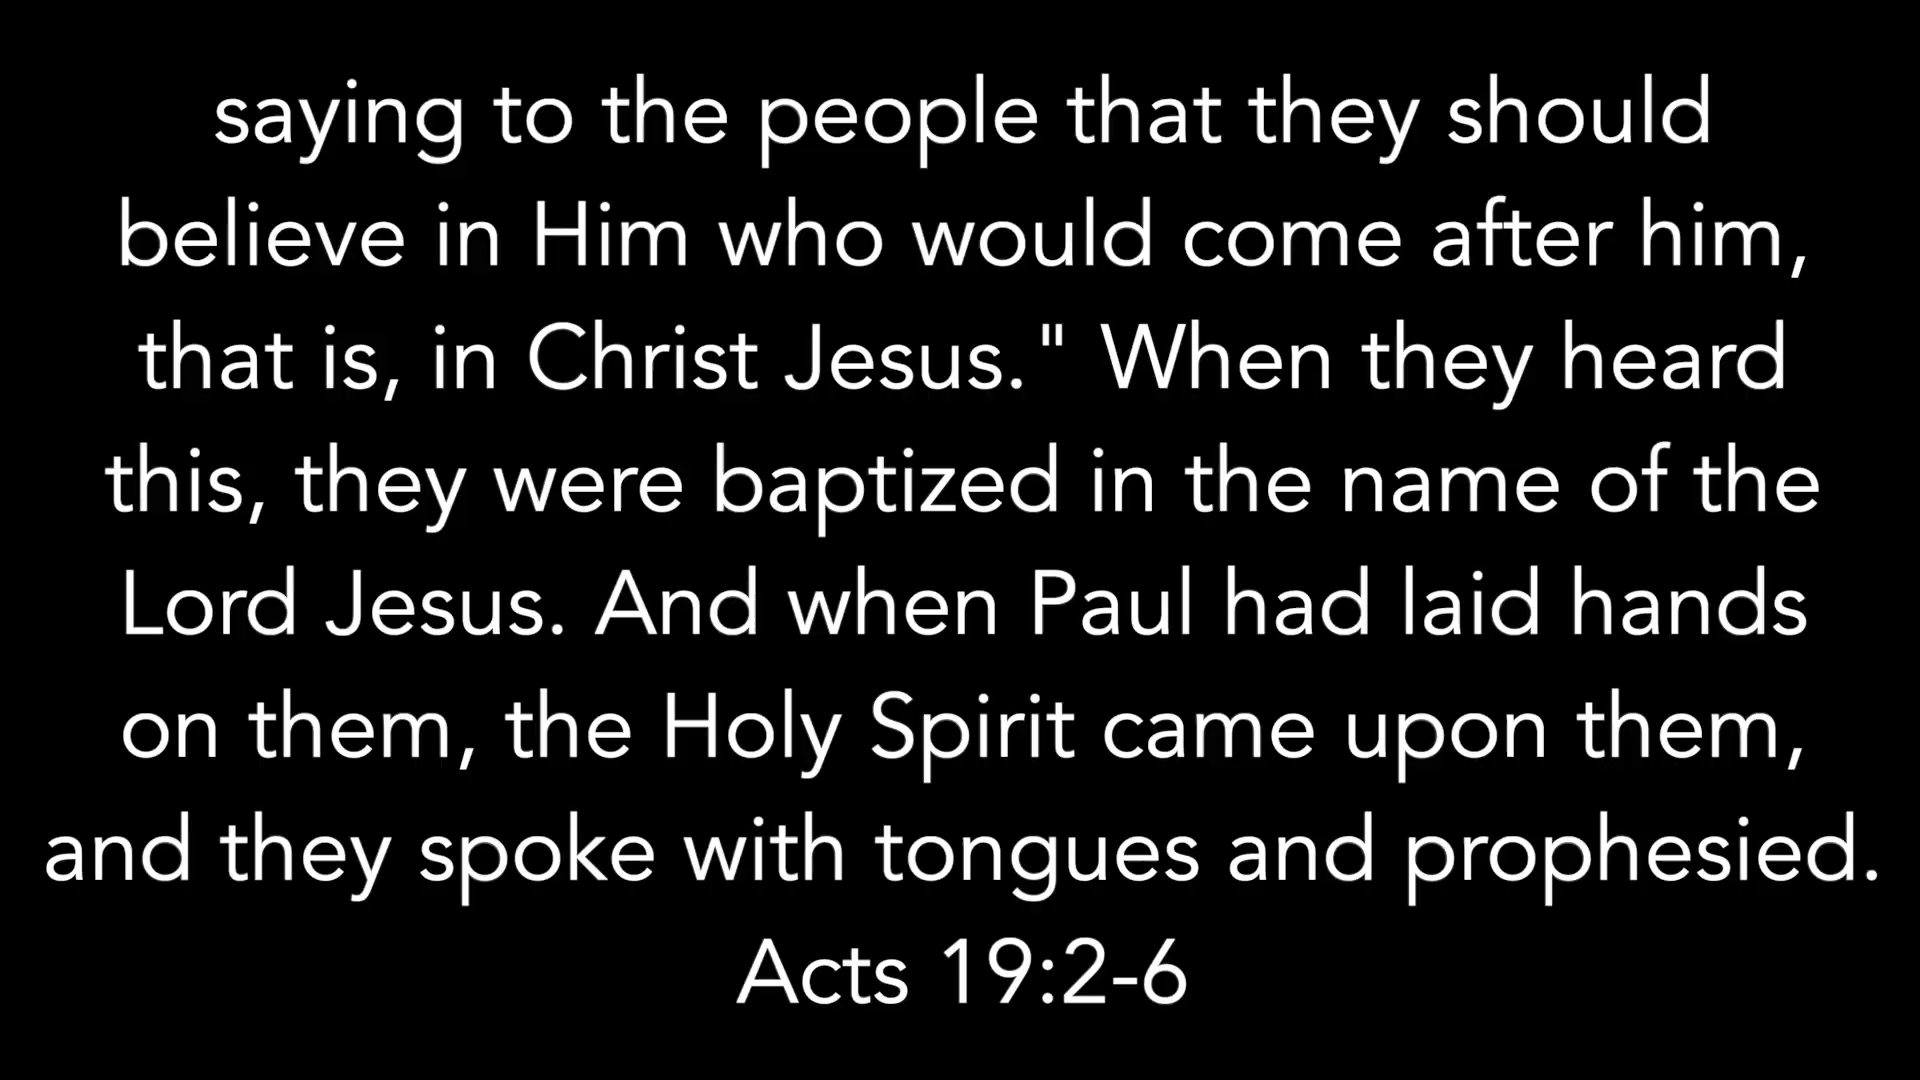 saying to the people that they should
believe in Him who would come after him,
that is, in Christ Jesus." When they heard
this, they were baptized in the name of the
Lord Jesus. And when Paul had laid hands
on them, the Holy Spirit came upon them,
and they spoke with tongues and prophesied.
Acts 19:2-6